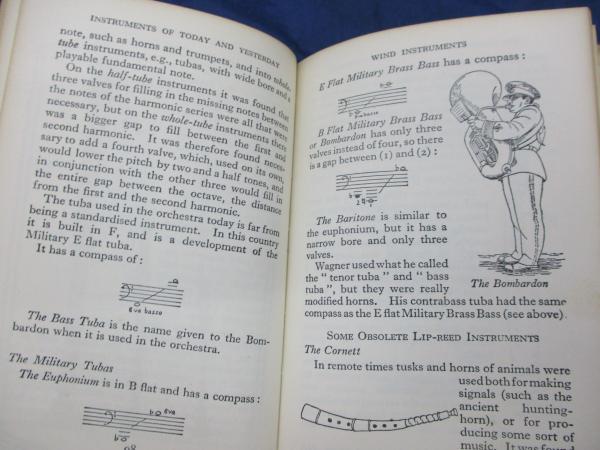 INSTRUMENTS OF TODAY AND YESTERDAY
note, such as horns and trumpets, and into whole-
tube instruments, e.g., tubas, with wide bore and a
playable fundamental note.
On the half-tube instruments it was found that
three valves for filling in the missing notes between
the notes of the harmonic series were all that were
necessary, but on the whole-tube instruments there
was a bigger gap to fill between the first and
second harmonic. It was therefore found neces-
sary to add a fourth valve, which, used on its own,
would lower the pitch by two and a half tones, and
in conjunction with the other three would fill in
the entire gap between the octave, the distance
from the first and the second harmonic.
The tuba used in the orchestra today is far from
being a standardised instrument. In this country
it is built in F, and is a development of the
Military E flat tuba.
It has a compass of:
8va basso
The Bass Tuba is the name given to the Bom-
bardon when it is used in the orchestra.
The Military Tubas
The Euphonium is in B flat and has a compass:
8va
98
WIND INSTRUMENTS
E Flat Military Brass Bass has a compass:
8va basso
B Flat Military Brass Bass
or Bombardon has only three
valves instead of four, so there
is a gap between (1) and (2):
The Baritone is similar to
the euphonium, but it has a
narrow bore and only three
valves.
Wagner used what he called
the "tenor tuba" and "bass
tuba", but they were really
The Bombardon
modified horns. His contrabass tuba had the same
compass as the E flat Military Brass Bass (see above).
SOME OBSOLETE LIP-REED INSTRUMENTS
The Cornett
In remote times tusks and horns of animals were
used both for making
signals (such as the
ancient hunting-
horn), or for pro-
ducing some sort of
music. It was found